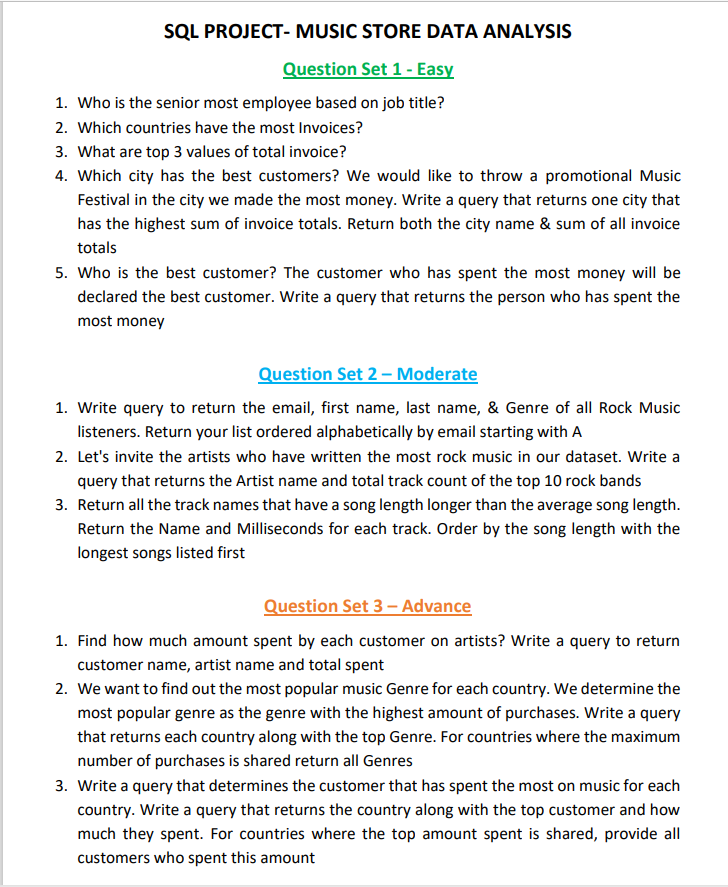 SQL PROJECT- MUSIC STORE DATA ANALYSIS
Question Set 1 - Easy
1. Who is the senior most employee based on job title?
2. Which countries have the most Invoices?
3. What are top 3 values of total invoice?
4. Which city has the best customers? We would like to throw a promotional Music
Festival in the city we made the most money. Write a query that returns one city that
has the highest sum of invoice totals. Return both the city name & sum of all invoice
totals
5. Who is the best customer? The customer who has spent the most money will be
declared the best customer. Write a query that returns the person who has spent the
most money
Question Set 2 – Moderate
1. Write query to return the email, first name, last name, & Genre of all Rock Music
listeners. Return your list ordered alphabetically by email starting with A
2. Let's invite the artists who have written the most rock music in our dataset. Write a
query that returns the Artist name and total track count of the top 10 rock bands
3. Return all the track names that have a song length longer than the average song length.
Return the Name and Milliseconds for each track. Order by the song length with the
longest songs listed first
Question Set 3 – Advance
1. Find how much amount spent by each customer on artists? Write a query to return
customer name, artist name and total spent
2. We want to find out the most popular music Genre for each country. We determine the
most popular genre as the genre with the highest amount of purchases. Write a query
that returns each country along with the top Genre. For countries where the maximum
number of purchases is shared return all Genres
3. Write a query that determines the customer that has spent the most on music for each
country. Write a query that returns the country along with the top customer and how
much they spent. For countries where the top amount spent is shared, provide all
customers who spent this amount